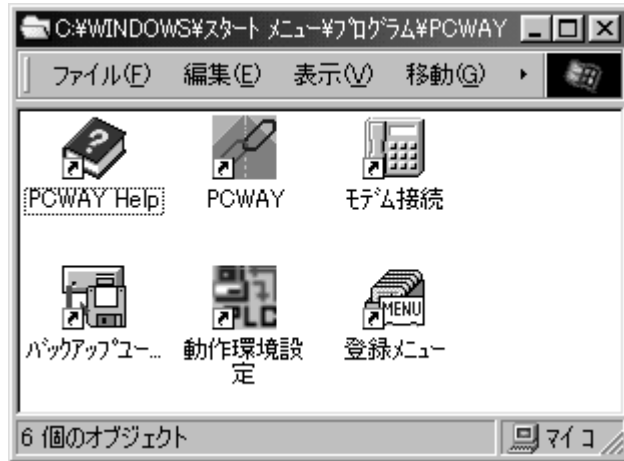 C:¥WINDOWS¥スタート メニュー¥ﾌﾟﾛｸﾞﾗﾑ¥PCWAY
ファイル(F) 編集(E) 表示(V) 移動(G)
PCWAY Help PCWAY ﾓﾃﾞﾑ接続
MENU
PLC
ﾊﾞｯｸｱｯﾌﾟﾕｰ... 動作環境設 登録ﾒﾆｭｰ
定
6 個のオブジェクト マイ コ